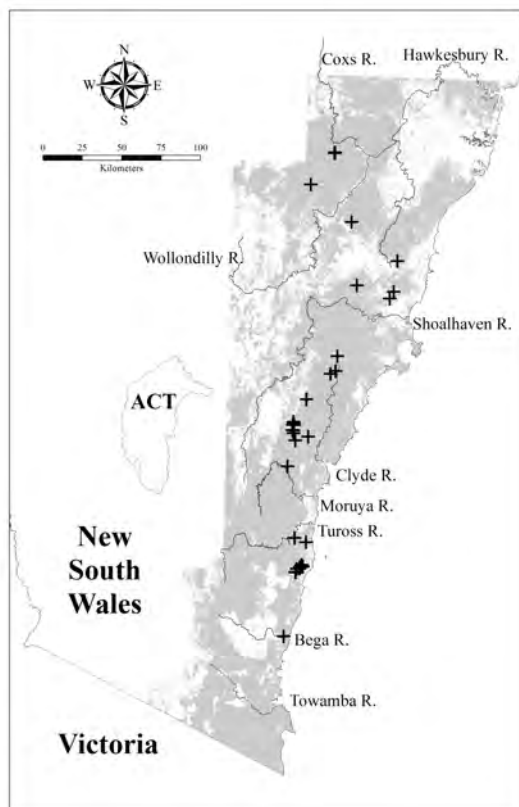 Coxs R.
Hawkesbury R.
N
W
E
S
0 25 50 100
Kilometers
Wollondilly R.
Shoalhaven R.
ACT
Clyde R.
Moruya R.
Tuross R.
New
South
Wales
Bega R.
Towamba R.
Victoria